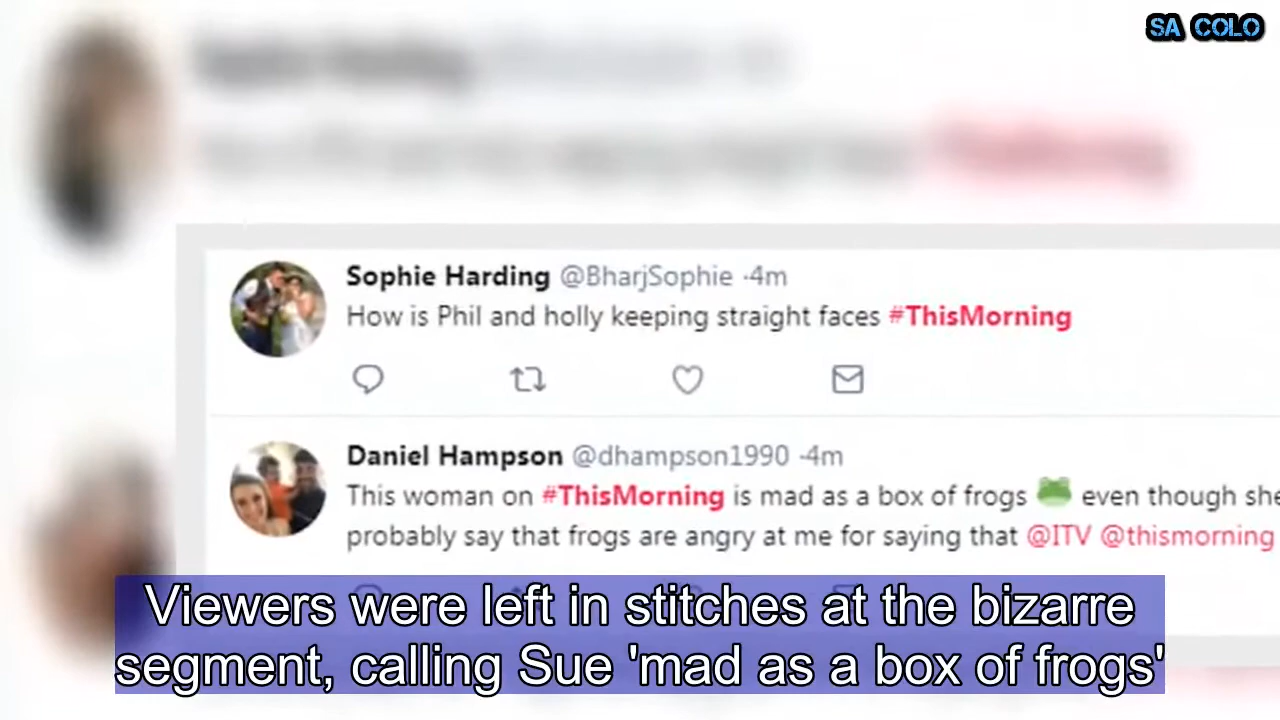 SA COLO
Sophie Harding @BharjSophie ·4m
How is Phil and holly keeping straight faces #ThisMorning
Daniel Hampson @dhampson1990 ·4m
This woman on #ThisMorning is mad as a box of frogs 🐸 even though she
probably say that frogs are angry at me for saying that @ITV @thismorning
Viewers were left in stitches at the bizarre
segment, calling Sue 'mad as a box of frogs'